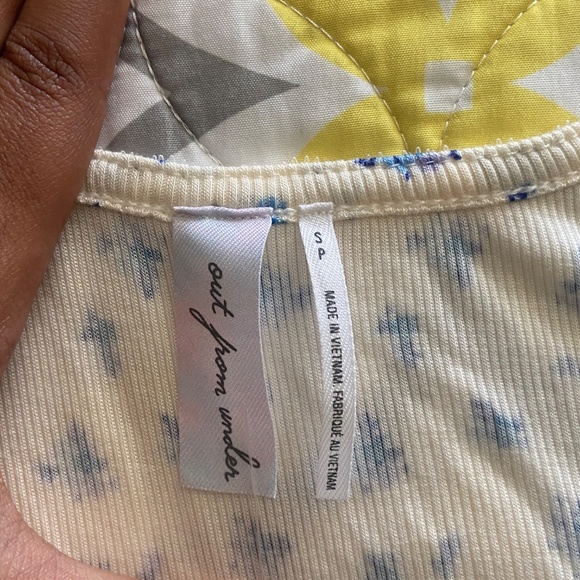 out from under
S P
MADE IN VIETNAM. FABRIQUÉ AU VIETNAM